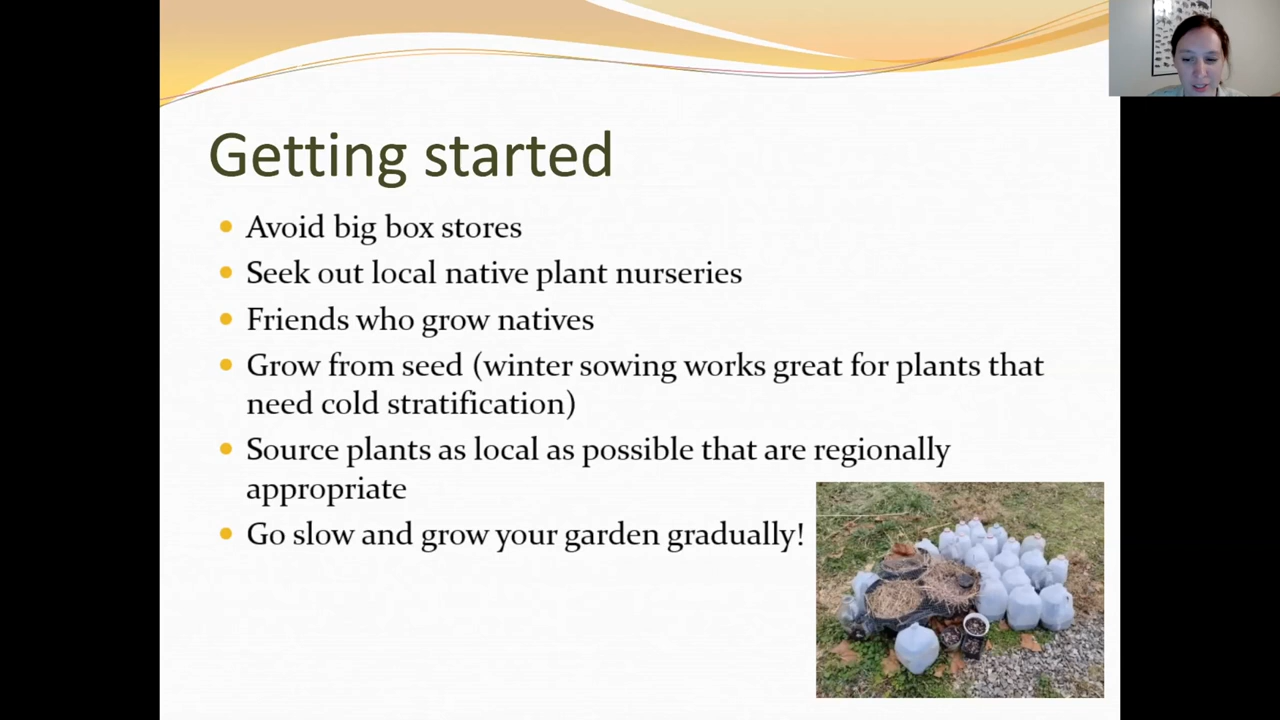 Getting started
Avoid big box stores
Seek out local native plant nurseries
Friends who grow natives
Grow from seed (winter sowing works great for plants that
need cold stratification)
Source plants as local as possible that are regionally
appropriate
Go slow and grow your garden gradually!